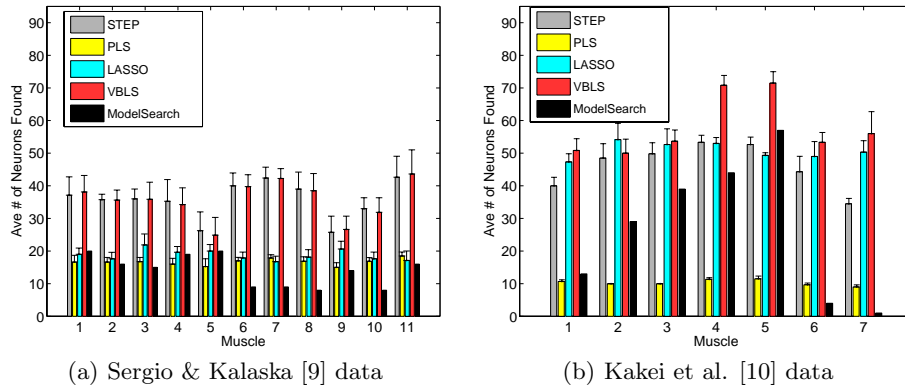 90
80
70
60
50
40
30
20
10
0
Ave # of Neurons Found
STEP
PLS
LASSO
VBLS
ModelSearch
1 2 3 4 5 6 7 8 9 10 11
Muscle
(a) Sergio & Kalaska [9] data
90
80
70
60
50
40
30
20
10
0
Ave # of Neurons Found
STEP
PLS
LASSO
VBLS
ModelSearch
1 2 3 4 5 6 7
Muscle
(b) Kakei et al. [10] data